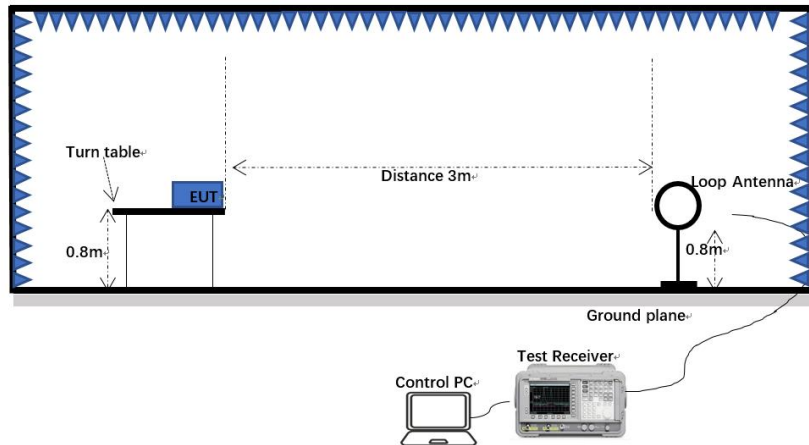 Turn table
EUT
Distance 3m
Loop Antenna
0.8m
0.8m
Ground plane
Test Receiver
Control PC